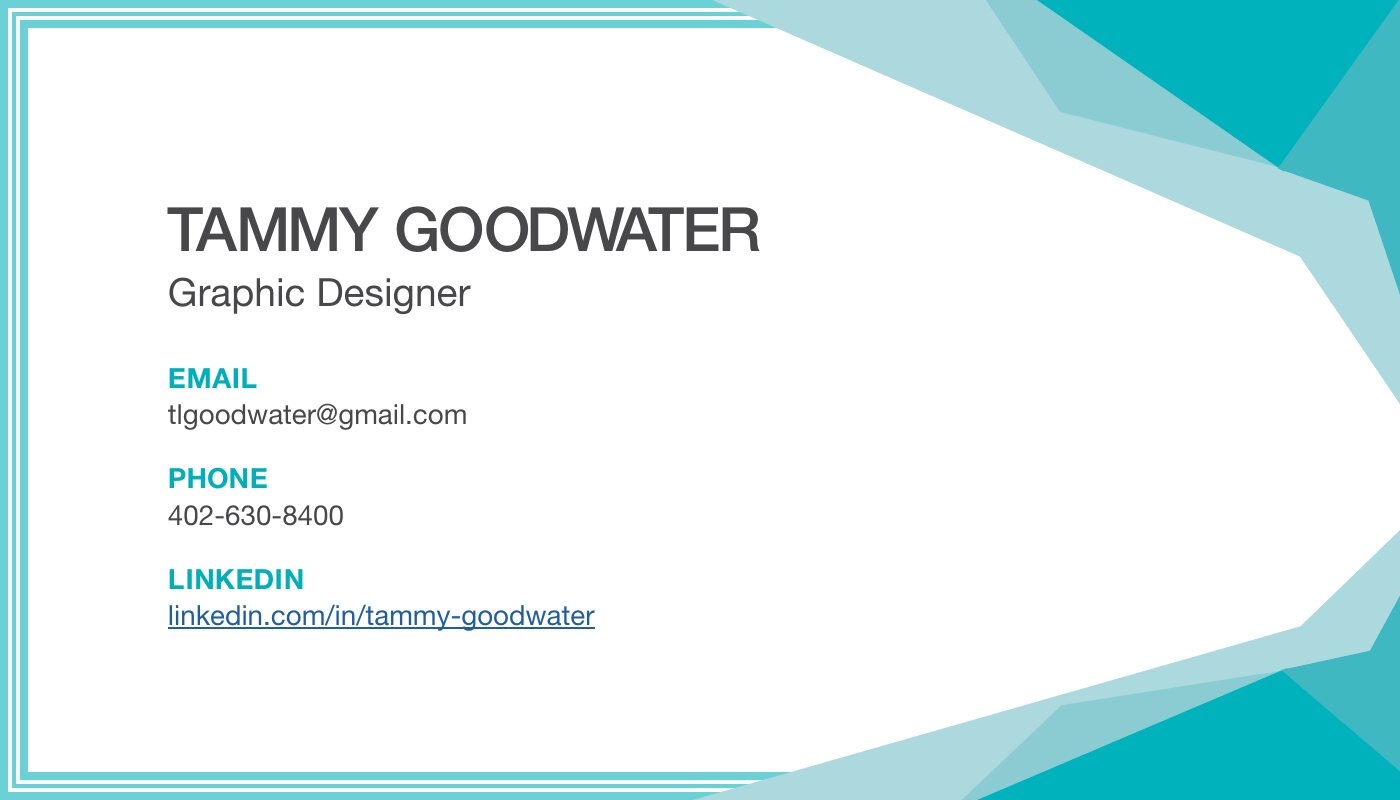 TAMMY GOODWATER
Graphic Designer
EMAIL
tlgoodwater@gmail.com
PHONE
402-630-8400
LINKEDIN
linkedin.com/in/tammy-goodwater